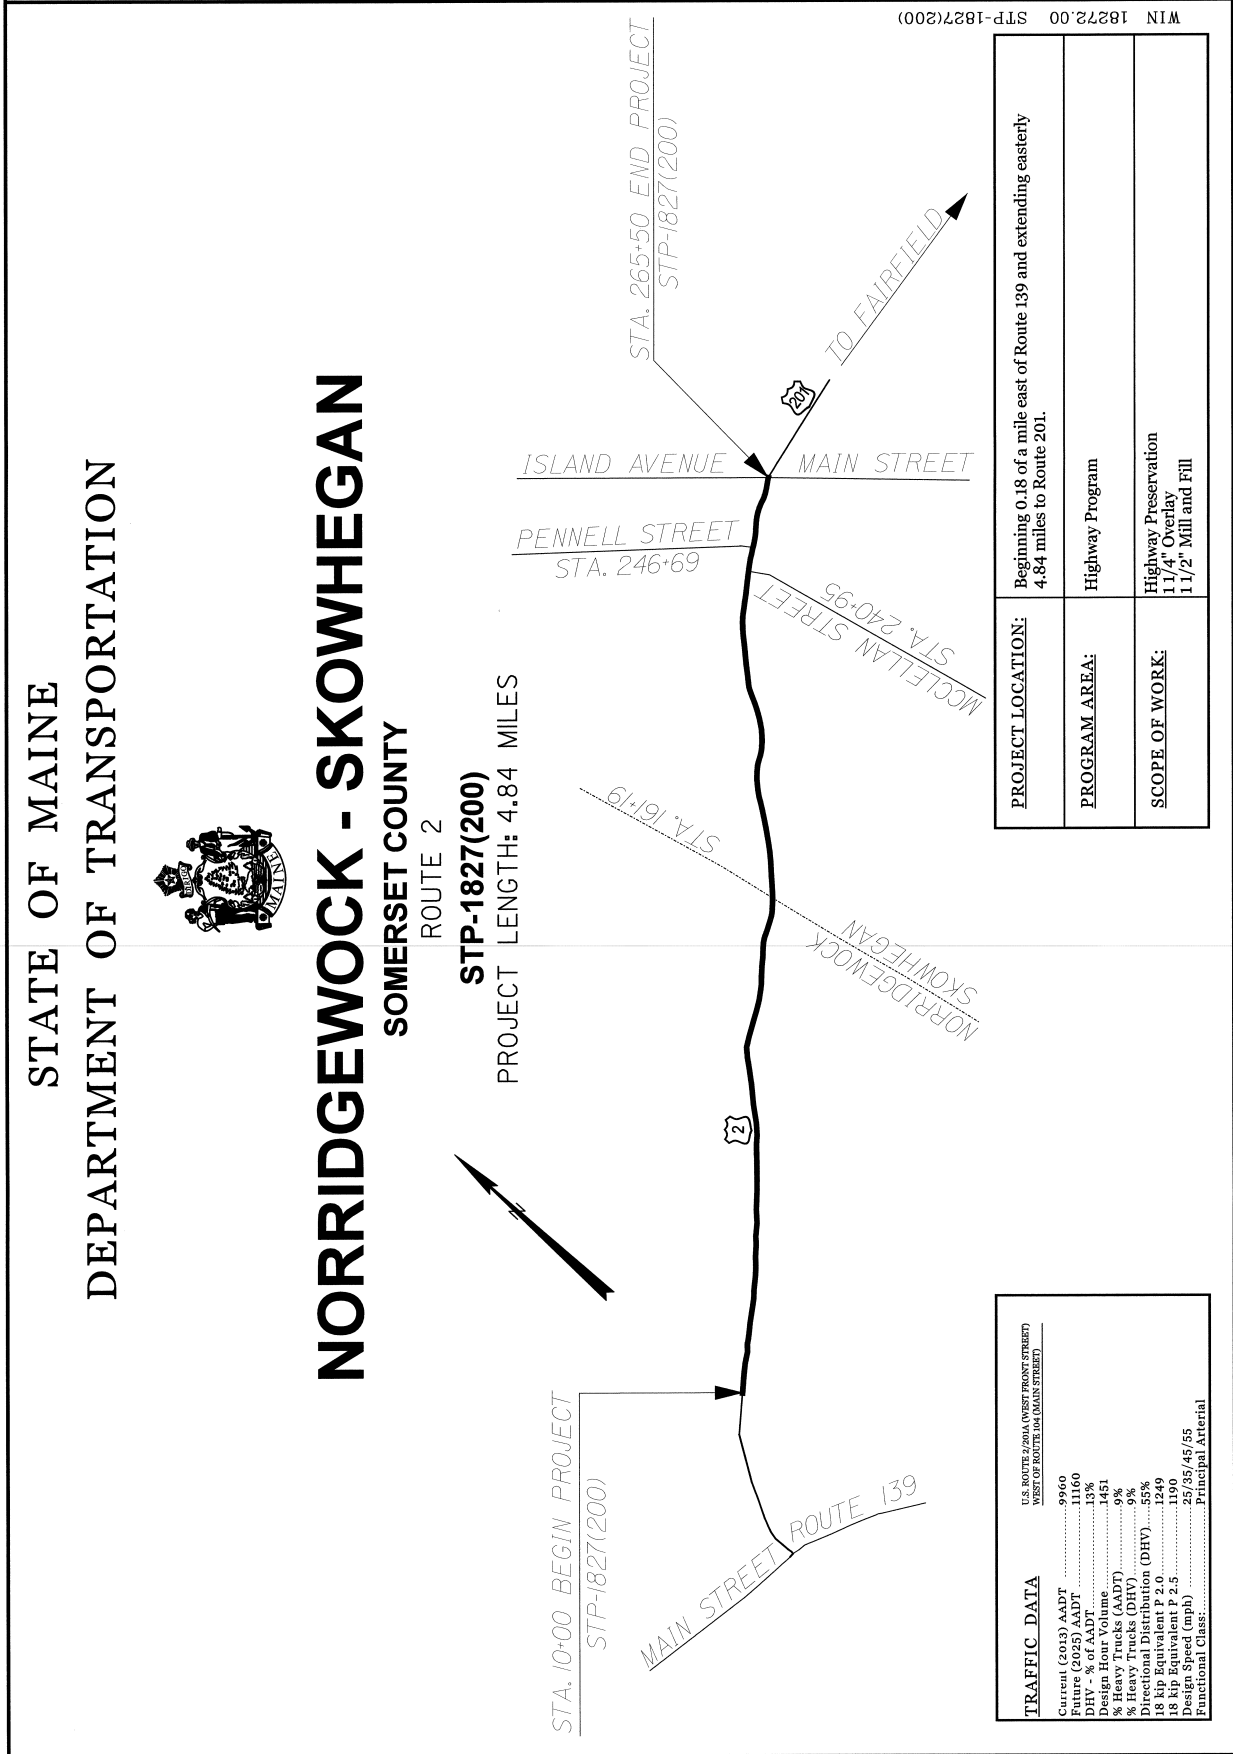 STATE OF MAINE
DEPARTMENT OF TRANSPORTATION
DIRIGO
MAINE
NORRIDGEWOCK - SKOWHEGAN
SOMERSET COUNTY
ROUTE 2
STP-1827(200)
PROJECT LENGTH: 4.84 MILES
N
STA. 10+00 BEGIN PROJECT
STP-1827(200)
MAIN STREET
ROUTE 139
2
STA. 161+19
NORRIDGEWOCK
SKOWHEGAN
MCCLELLAN STREET
STA. 240+95
PENNELL STREET
STA. 246+69
ISLAND AVENUE
MAIN STREET
STA. 265+50 END PROJECT
STP-1827(200)
201
TO FAIRFIELD
TRAFFIC DATA
U.S. ROUTE 2/201A (WEST FRONT STREET)
WEST OF ROUTE 104 (MAIN STREET)
Current (2013) AADT 9960
Future (2025) AADT 11160
DHV - % of AADT 13%
Design Hour Volume 1451
% Heavy Trucks (AADT) 9%
% Heavy Trucks (DHV) 9%
Directional Distribution (DHV) 55%
18 kip Equivalent P 2.0 1249
18 kip Equivalent P 2.5 1190
Design Speed (mph) 25/35/45/55
Functional Class: Principal Arterial
PROJECT LOCATION: Beginning 0.18 of a mile east of Route 139 and extending easterly
4.84 miles to Route 201.
PROGRAM AREA: Highway Program
SCOPE OF WORK: Highway Preservation
1 1/4" Overlay
1 1/2" Mill and Fill
WIN 18272.00 STP-1827(200)